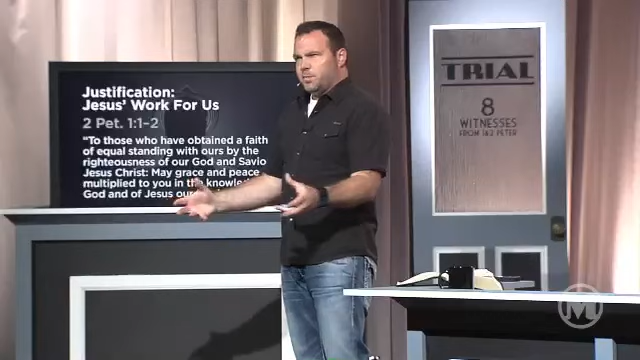 Justification:
Jesus' Work For Us
2 Pet. 1:1-2
"To those who have obtained a faith
of equal standing with ours by the
righteousness of our God and Savio
Jesus Christ: May grace and peace
multiplied to you in the knowled
God and of Jesus our
TRIAL
8
WITNESSES
FROM 1&2 PETER
M